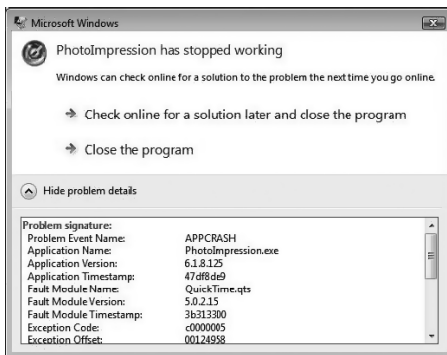 Microsoft Windows
PhotoImpression has stopped working
Windows can check online for a solution to the problem the next time you go online.
Check online for a solution later and close the program
Close the program
Hide problem details
Problem signature:
Problem Event Name: APPCRASH
Application Name: PhotoImpression.exe
Application Version: 6.1.8.125
Application Timestamp: 47df8de9
Fault Module Name: QuickTime.qts
Fault Module Version: 5.0.2.15
Fault Module Timestamp: 3b313300
Exception Code: c0000005
Exception Offset: 00124958